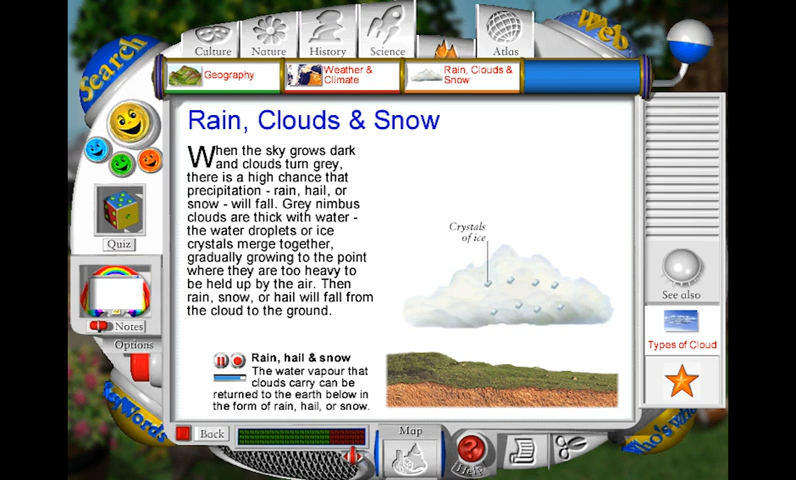 Search
Web
Culture
Nature
History
Science
Atlas
Geography
Weather &
Climate
Rain, Clouds &
Snow
Rain, Clouds & Snow
When the sky grows dark
and clouds turn grey,
there is a high chance that
precipitation - rain, hail, or
snow - will fall. Grey nimbus
clouds are thick with water -
the water droplets or ice
crystals merge together,
gradually growing to the point
where they are too heavy to
be held up by the air. Then
rain, snow, or hail will fall from
the cloud to the ground.
Crystals
of ice
Quiz
Notes
Options
See also
Types of Cloud
Rain, hail & snow
The water vapour that
clouds carry can be
returned to the earth below in
the form of rain, hail, or snow.
Words
Back
Map
Help
Who's who